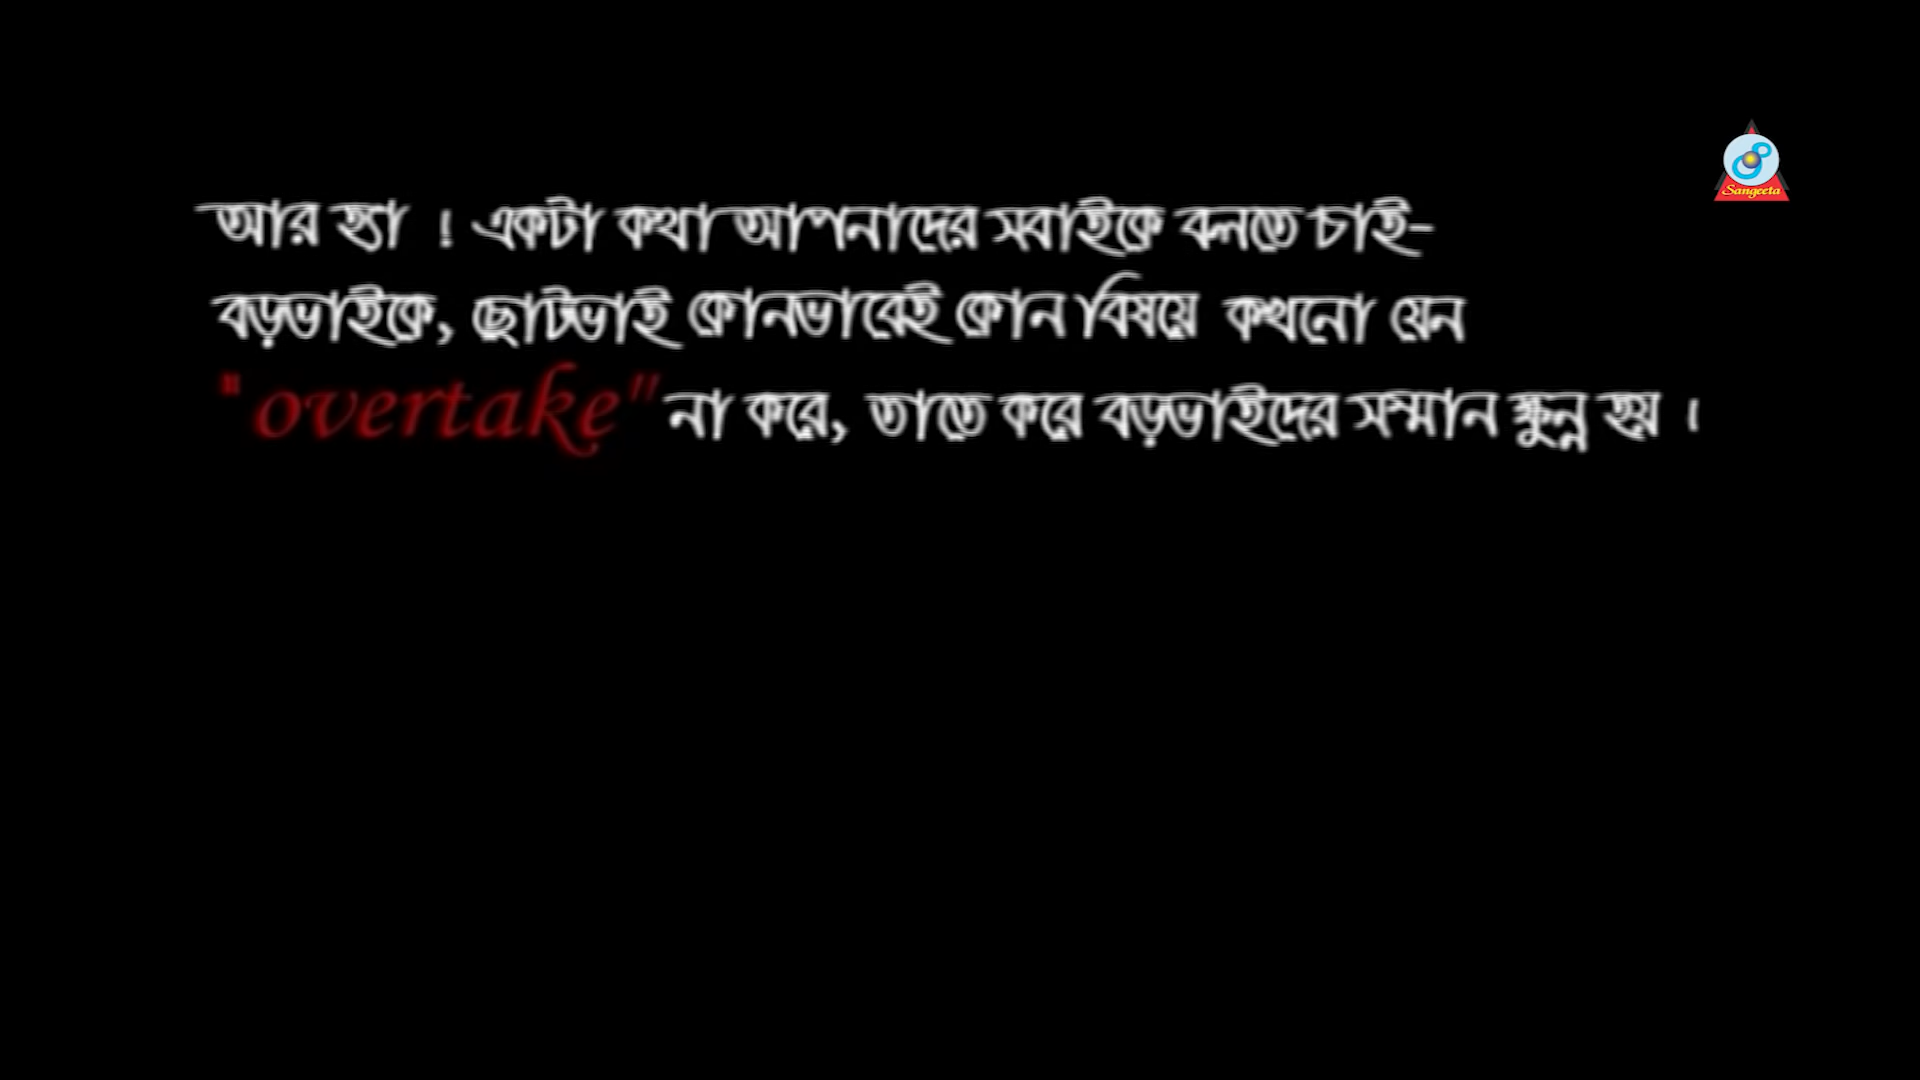 আর হ্যা ! একটা কথা আপনাদের সবাইকে বলতে চাই-
বড়ভাইকে, ছোটভাই কোনভাবেই কোন বিষয়ে কখনো যেন
"overtake" না করে, তাতে করে বড়ভাইদের সম্মান ক্ষুন্ন হয় ।
Sangeeta